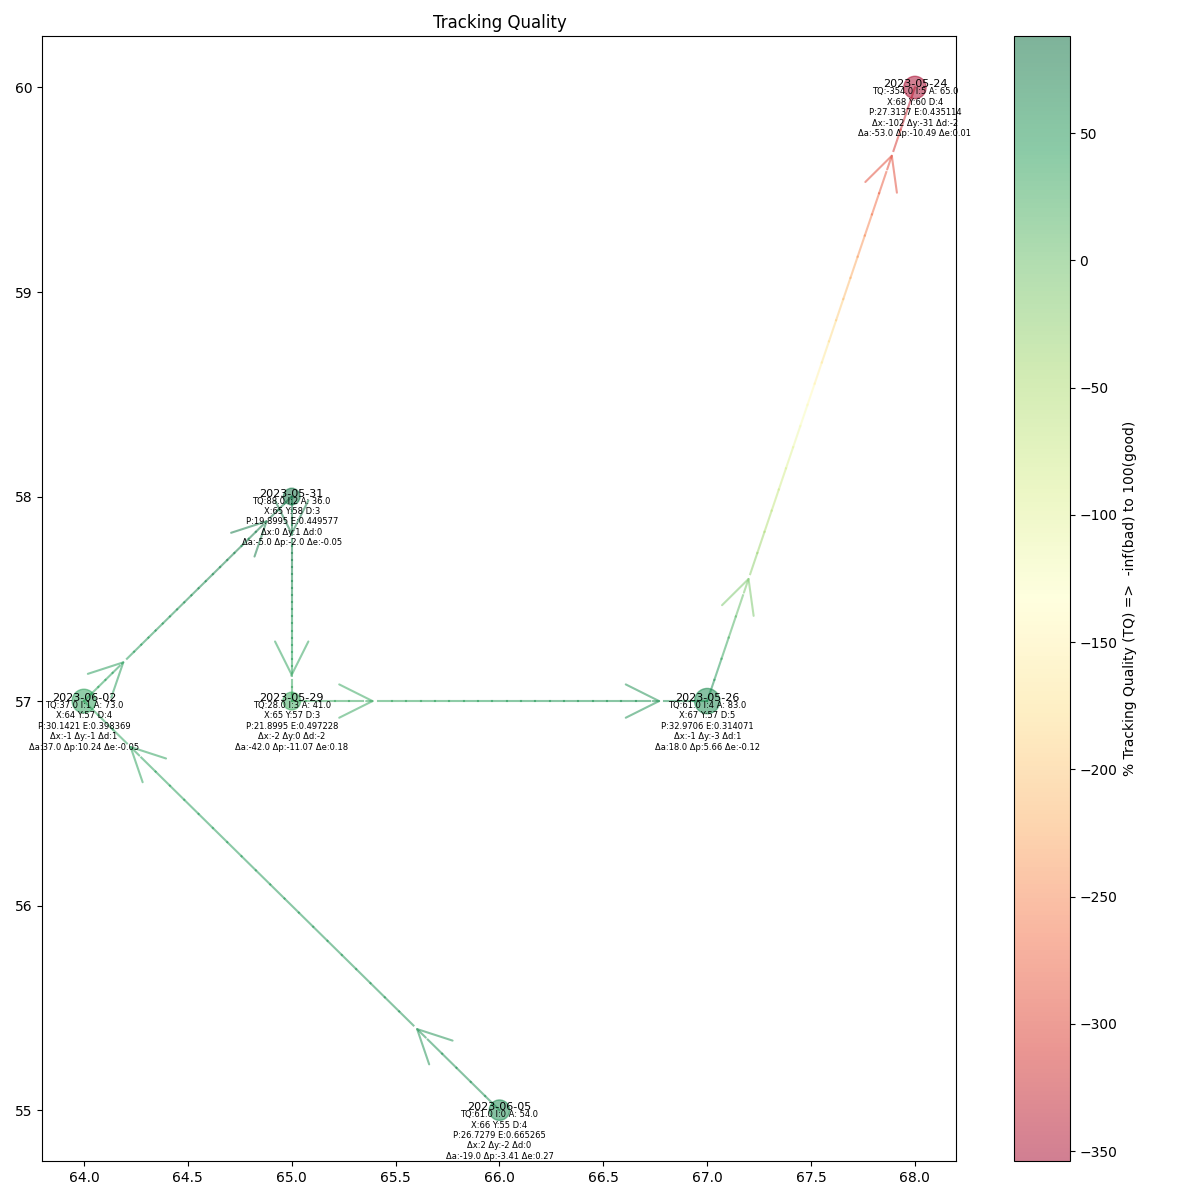 Tracking Quality
60
59
58
57
56
55
64.0
64.5
65.0
65.5
66.0
66.5
67.0
67.5
68.0
2023-05-24
TQ:-354.0 I:5 A: 65.0
X:68 Y:60 D:4
P:27.3137 E:0.435114
Δx:-102 Δy:-31 Δd:-2
Δa:-53.0 Δp:-10.49 Δe:0.01
2023-05-31
TQ:88.0 I:2 A: 36.0
X:65 Y:58 D:3
P:19.8995 E:0.449577
Δx:0 Δy:1 Δd:0
Δa:-5.0 Δp:-2.0 Δe:-0.05
2023-06-02
TQ:37.0 I:1 A: 73.0
X:64 Y:57 D:4
P:30.1421 E:0.398369
Δx:-1 Δy:-1 Δd:1
Δa:37.0 Δp:10.24 Δe:-0.05
2023-05-29
TQ:28.0 I:3 A: 41.0
X:65 Y:57 D:3
P:21.8995 E:0.497228
Δx:-2 Δy:0 Δd:-2
Δa:-42.0 Δp:-11.07 Δe:0.18
2023-05-26
TQ:61.0 I:4 A: 83.0
X:67 Y:57 D:5
P:32.9706 E:0.314071
Δx:-1 Δy:-3 Δd:1
Δa:18.0 Δp:5.66 Δe:-0.12
2023-06-05
TQ:61.0 I:0 A: 54.0
X:66 Y:55 D:4
P:26.7279 E:0.665265
Δx:2 Δy:-2 Δd:0
Δa:-19.0 Δp:-3.41 Δe:0.27
50
0
−50
−100
−150
−200
−250
−300
−350
% Tracking Quality (TQ) => -inf(bad) to 100(good)